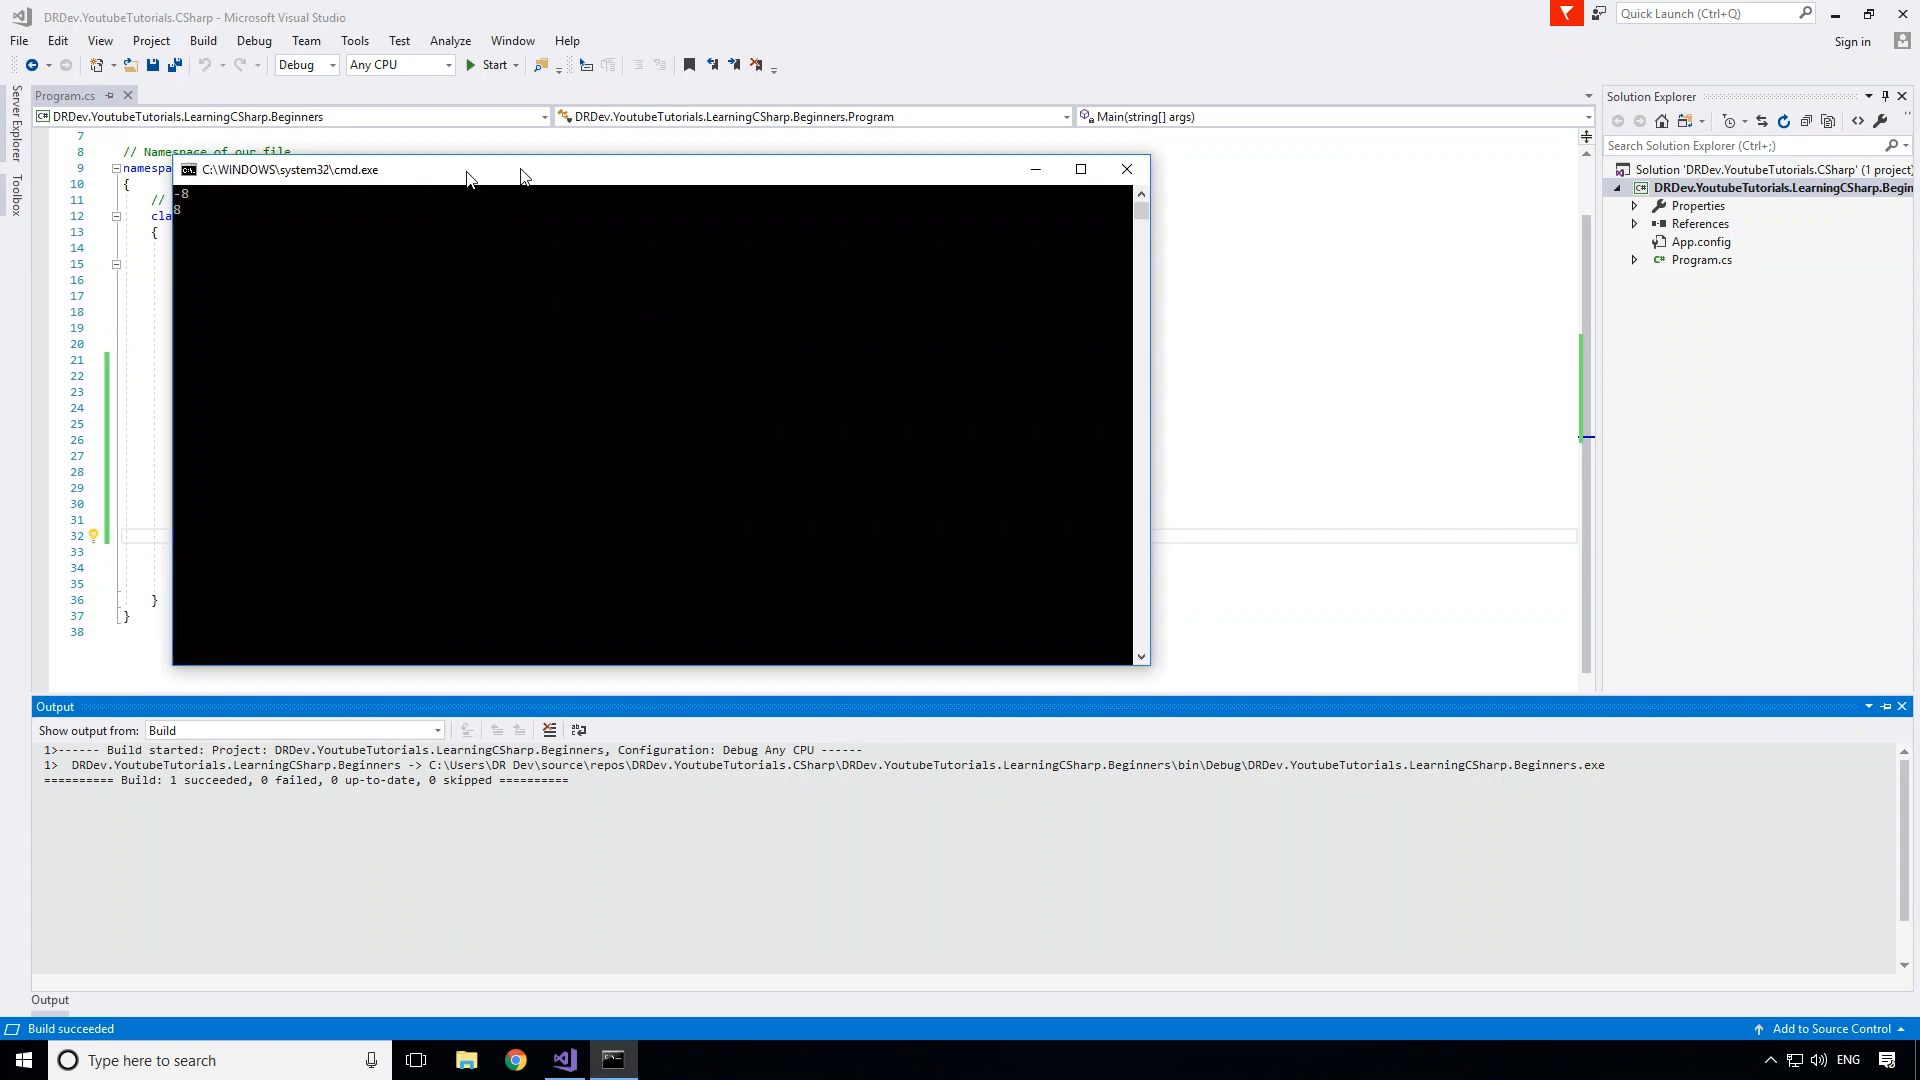 DRDev.YoutubeTutorials.CSharp - Microsoft Visual Studio
Quick Launch (Ctrl+Q)
File Edit View Project Build Debug Team Tools Test Analyze Window Help
Sign in
Debug Any CPU Start
Server Explorer
Toolbox
Program.cs
DRDev.YoutubeTutorials.LearningCSharp.Beginners DRDev.YoutubeTutorials.LearningCSharp.Beginners.Program Main(string[] args)
7
8 // Namespace of our file
9 namespa
10 {
11 //
12 cla
13 {
14
15
16
17
18
19
20
21
22
23
24
25
26
27
28
29
30
31
32
33
34
35
36 }
37 }
38
C:\WINDOWS\system32\cmd.exe
-8
8
Solution Explorer
Search Solution Explorer (Ctrl+;)
Solution 'DRDev.YoutubeTutorials.CSharp' (1 project)
DRDev.YoutubeTutorials.LearningCSharp.Begin
Properties
References
App.config
Program.cs
Output
Show output from: Build
1>------ Build started: Project: DRDev.YoutubeTutorials.LearningCSharp.Beginners, Configuration: Debug Any CPU ------
1>  DRDev.YoutubeTutorials.LearningCSharp.Beginners -> C:\Users\DR Dev\source\repos\DRDev.YoutubeTutorials.CSharp\DRDev.YoutubeTutorials.LearningCSharp.Beginners\bin\Debug\DRDev.YoutubeTutorials.LearningCSharp.Beginners.exe
========== Build: 1 succeeded, 0 failed, 0 up-to-date, 0 skipped ==========
Output
Build succeeded
Add to Source Control
Type here to search
ENG